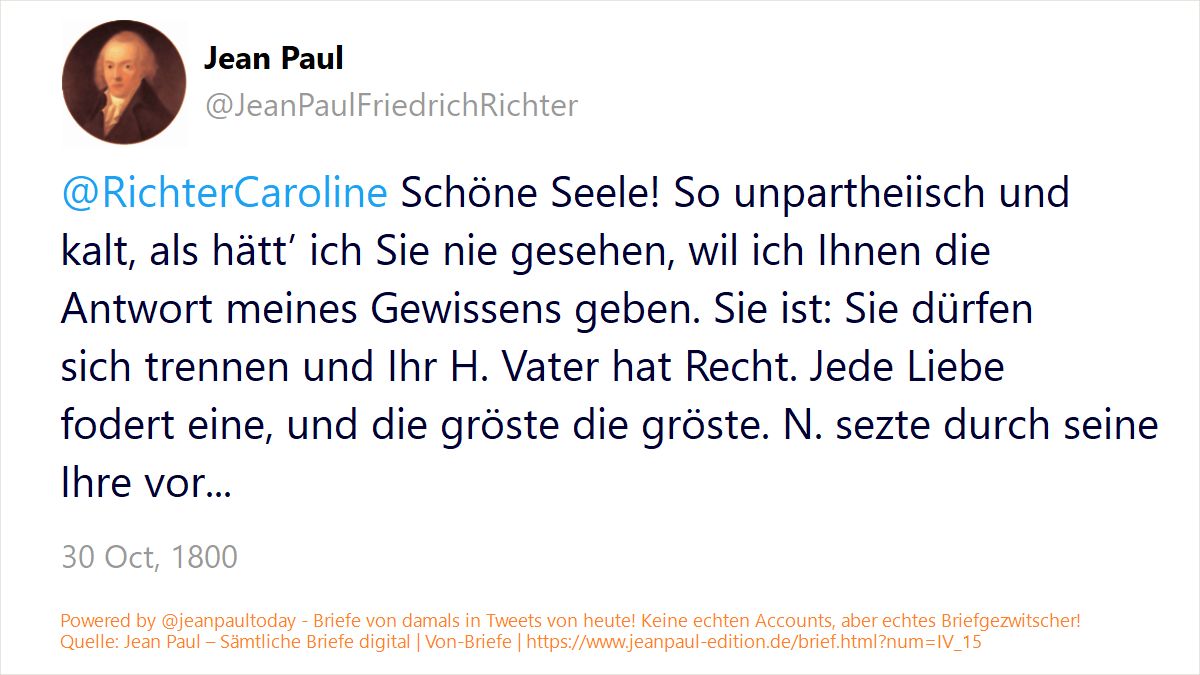 Jean Paul
@JeanPaulFriedrichRichter
@RichterCaroline Schöne Seele! So unpartheiisch und
kalt, als hätt’ ich Sie nie gesehen, wil ich Ihnen die
Antwort meines Gewissens geben. Sie ist: Sie dürfen
sich trennen und Ihr H. Vater hat Recht. Jede Liebe
fodert eine, und die gröste die gröste. N. sezte durch seine
Ihre vor...
30 Oct, 1800
Powered by @jeanpaultoday - Briefe von damals in Tweets von heute! Keine echten Accounts, aber echtes Briefgezwitscher!
Quelle: Jean Paul – Sämtliche Briefe digital | Von-Briefe | https://www.jeanpaul-edition.de/brief.html?num=IV_15